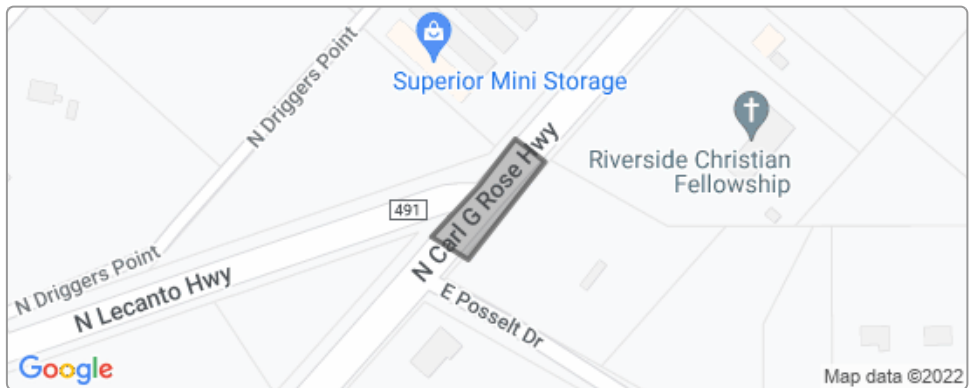 Superior Mini Storage
N Driggers Point
N Carl G Rose Hwy
Riverside Christian
Fellowship
491
N Driggers Point
N Lecanto Hwy
E Posselt Dr
Google
Map data ©2022